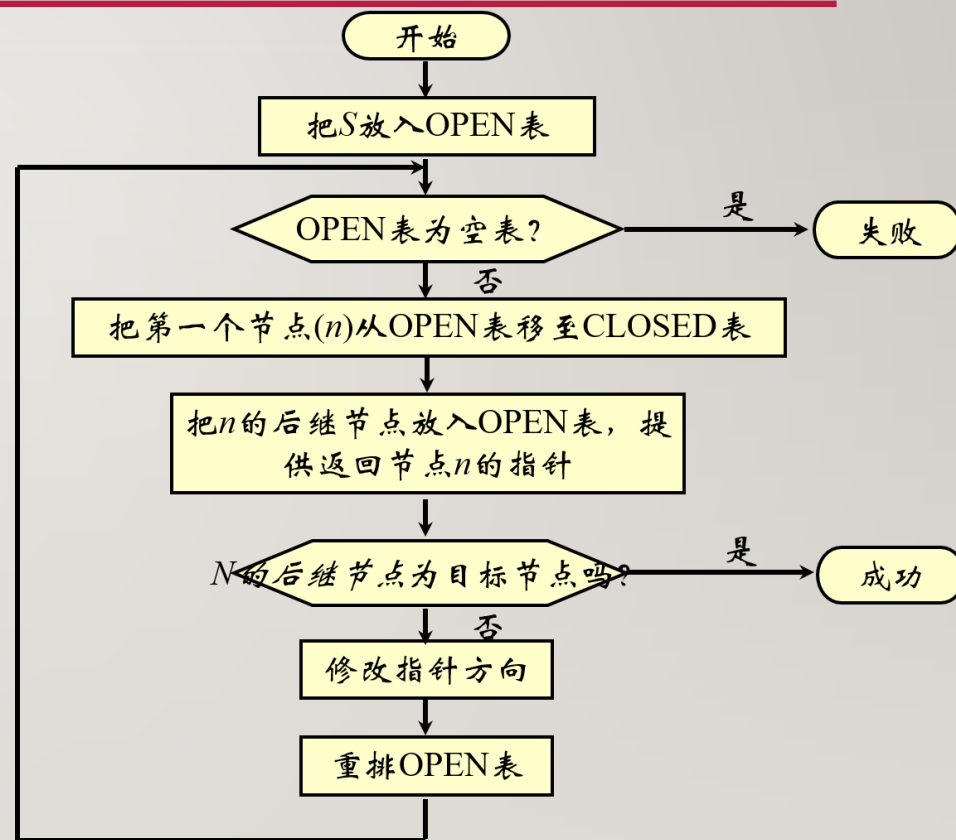 开始
把S放入OPEN表
OPEN表为空表?
是
失败
否
把第一个节点(n)从OPEN表移至CLOSED表
把n的后继节点放入OPEN表，提
供返回节点n的指针
N的后继节点为目标节点吗?
是
成功
否
修改指针方向
重排OPEN表